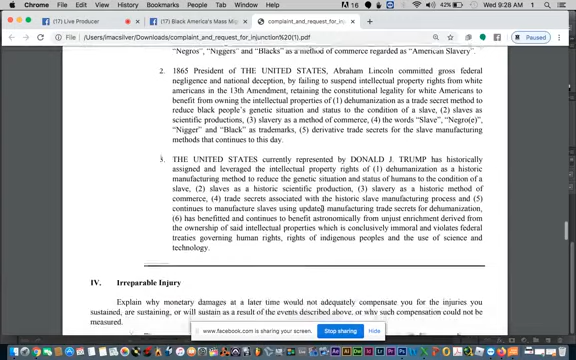 File Edit View History Bookmarks Window Help
42% Wed 9:28 AM
(1) Live Producer
(1) Black America's Mass Mig
complaint_and_request_for_in
/Users/imacsilver/Downloads/complaint_and_request_for_injunction%20(1).pdf
"Negros", "Niggers" and "Blacks" as a method of commerce regarded as "American Slavery".
2. 1865 President of THE UNITED STATES, Abraham Lincoln committed gross federal
negligence and national deception, by failing to suspend intellectual property rights from white
americans in the 13th Amendment, retaining the constitutional legality for white Americans to
benefit from owning the intellectual properties of (1) dehumanization as a trade secret method to
reduce black people's genetic situation and status to the condition of a slave, (2) slaves as
scientific productions, (3) slavery as a method of commerce, (4) the words "Slave", "Negro(e)",
"Nigger" and "Black" as trademarks, (5) derivative trade secrets for the slave manufacturing
methods that continues to this day.
3. THE UNITED STATES currently represented by DONALD J. TRUMP has historically
assigned and leveraged the intellectual property rights of (1) dehumanization as a historic
manufacturing method to reduce the genetic situation and status of humans to the condition of a
slave, (2) slaves as a historic scientific production, (3) slavery as a historic method of
commerce, (4) trade secrets associated with the historic slave manufacturing process and (5)
continues to manufacture slaves using updated manufacturing trade secrets for dehumanization,
(6) has benefitted and continues to benefit astronomically from unjust enrichment derived from
the ownership of said intellectual properties which is conclusively immoral and violates federal
treaties governing human rights, rights of indigenous peoples and the use of science and
technology.
IV. Irreparable Injury
Explain why monetary damages at a later time would not adequately compensate you for the injuries you
sustained, are sustaining, or will sustain as a result of the events described above, or why such compensation could not be
measured.
www.facebook.com is sharing your screen. Stop sharing Hide